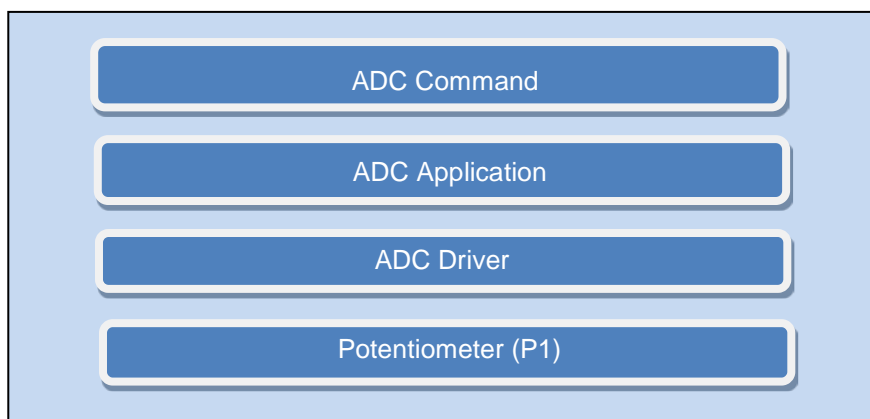 ADC Command
ADC Application
ADC Driver
Potentiometer (P1)